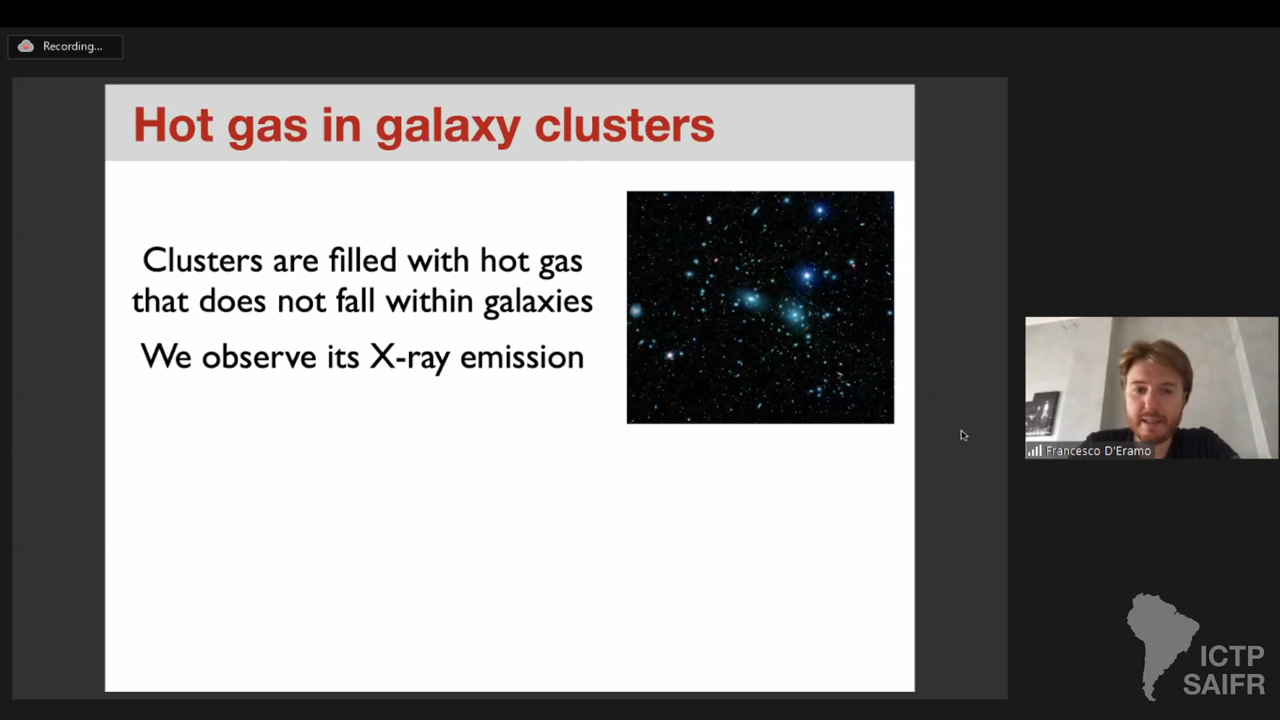 Recording...
Hot gas in galaxy clusters
Clusters are filled with hot gas
that does not fall within galaxies
We observe its X-ray emission
Francesco D'Eramo
ICTP
SAIFR